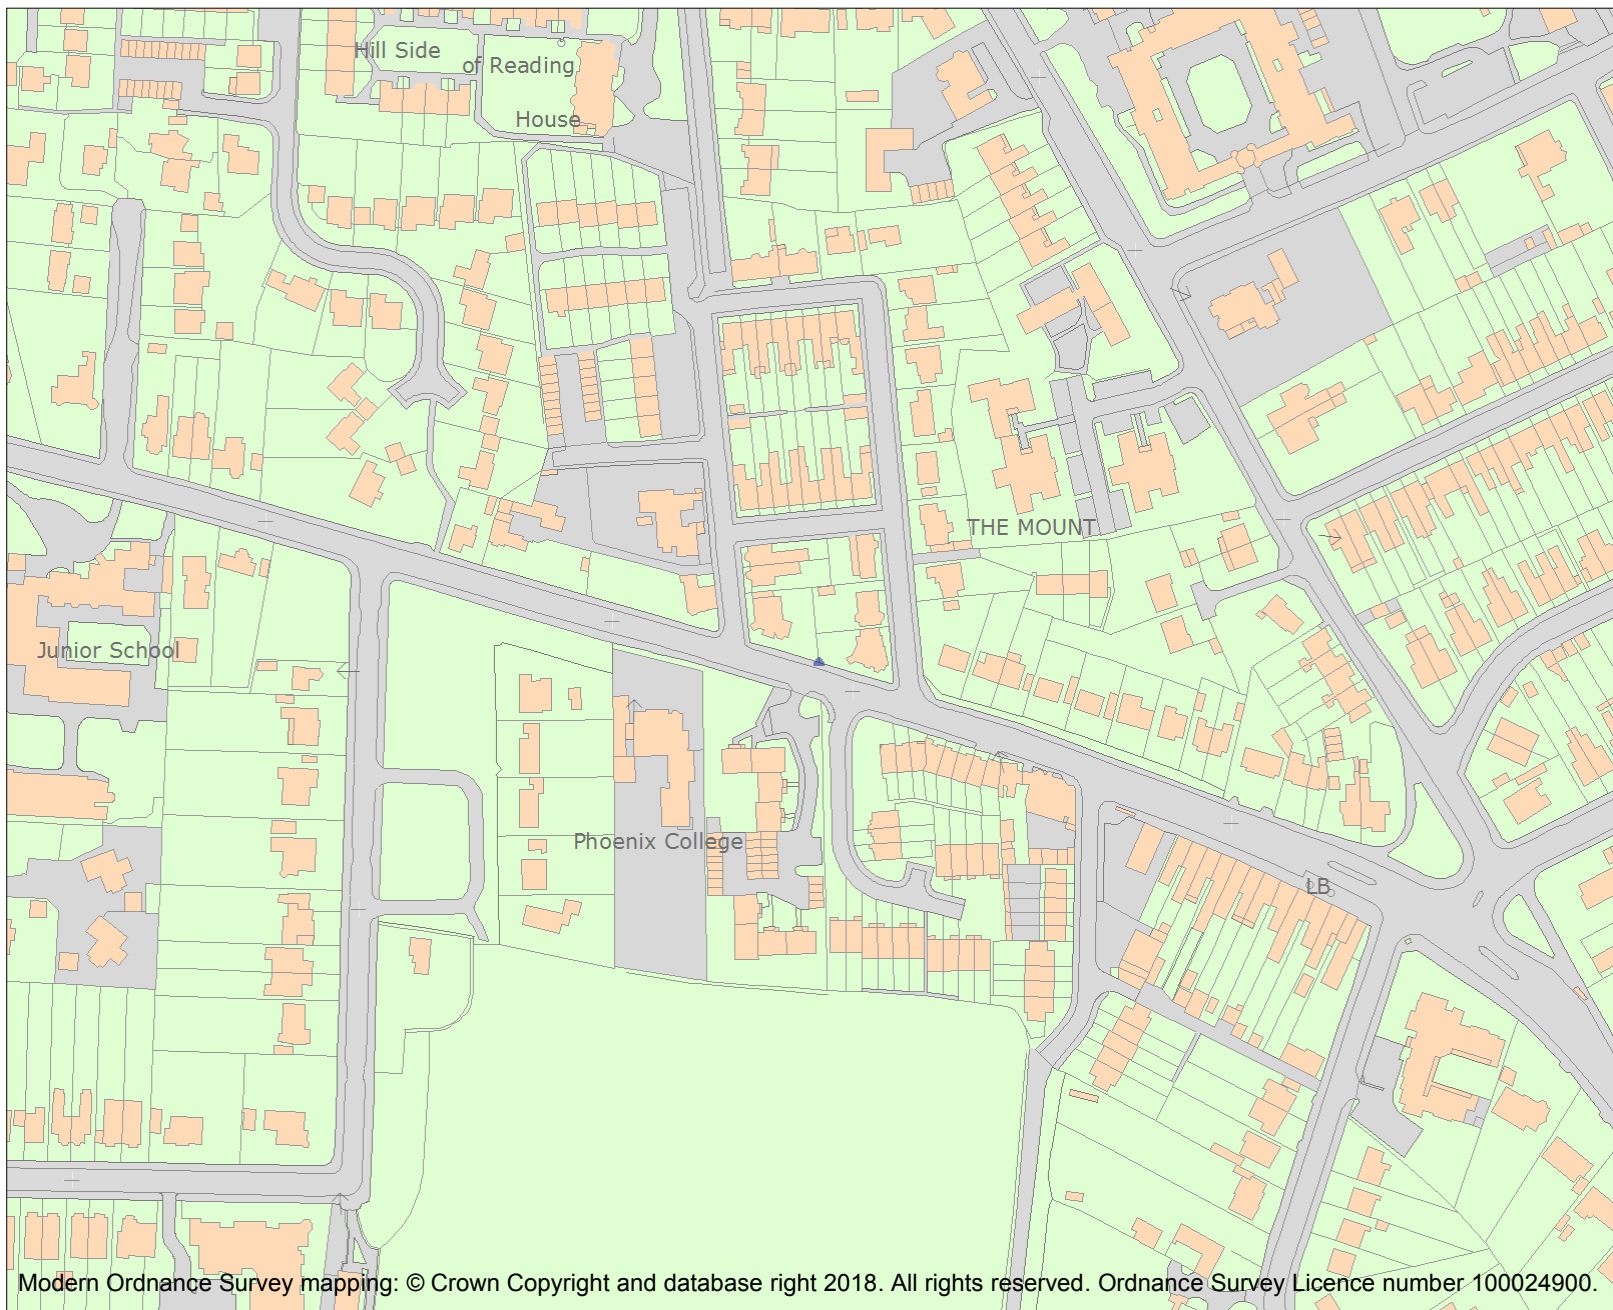 Hill Side
of Reading
House
THE MOUNT
Junior School
Phoenix College
LB
Modern Ordnance Survey mapping: © Crown Copyright and database right 2018. All rights reserved. Ordnance Survey Licence number 100024900.